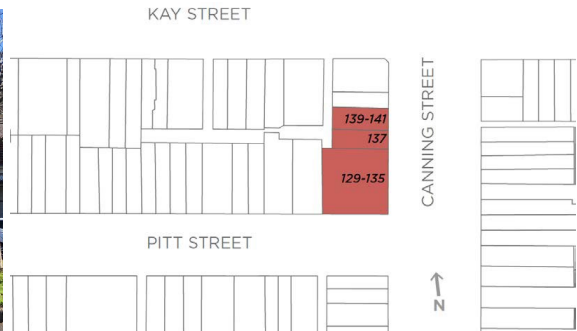 KAY STREET
CANNING STREET
139-141
137
129-135
PITT STREET
N